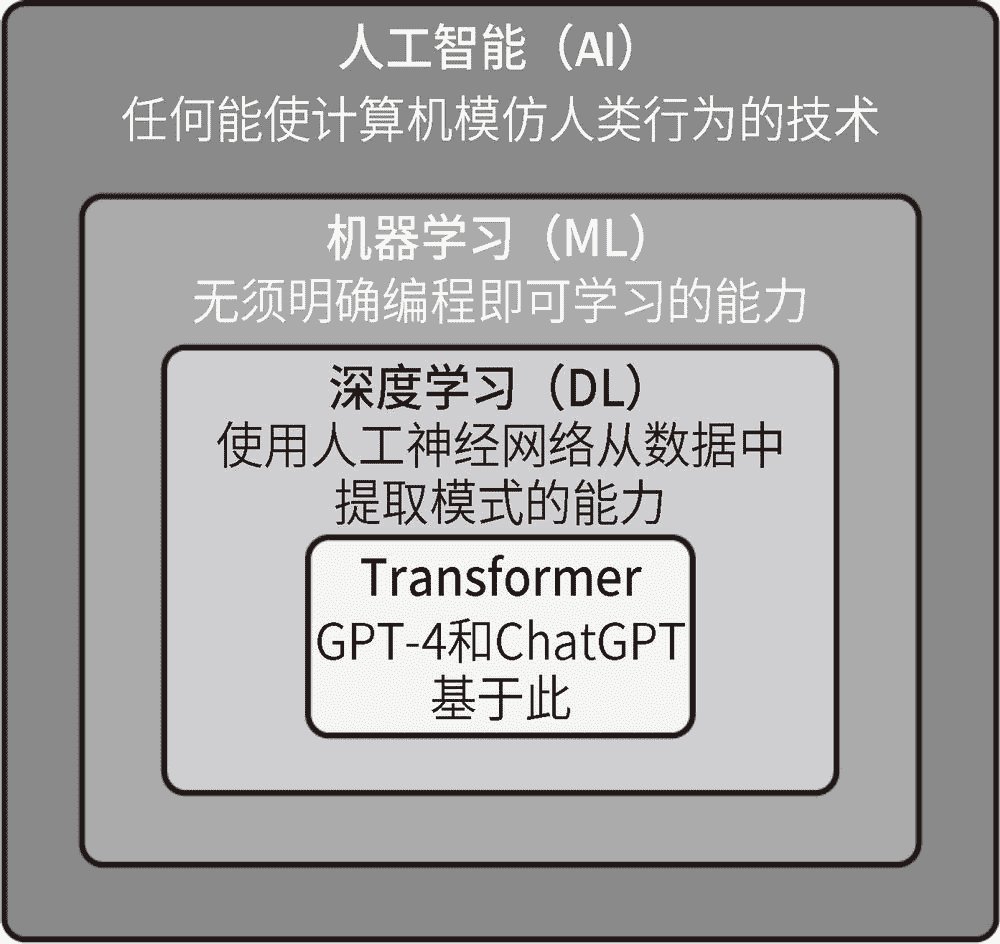 人工智能（AI）
任何能使计算机模仿人类行为的技术
机器学习（ML）
无须明确编程即可学习的能力
深度学习（DL）
使用人工神经网络从数据中
提取模式的能力
Transformer
GPT-4和ChatGPT
基于此